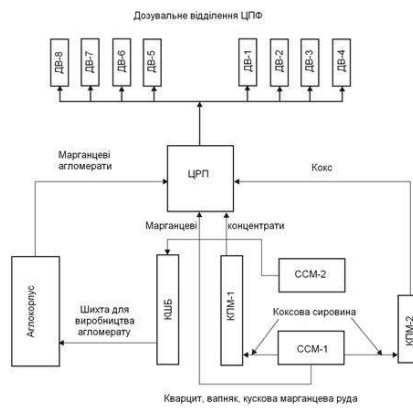 Дозувальне відділення ЦПФ
ДВ-8
ДВ-7
ДВ-6
ДВ-5
ДВ-1
ДВ-2
ДВ-3
ДВ-4
Марганцеві
агломерати
ЦРП
Кокс
Марганцеві
концентрати
Аглокорпус
Шихта для
виробництва
агломерату
КШБ
КПМ-1
ССМ-2
Коксова сировина
ССМ-1
КПМ-2
Кварцит, вапняк, кускова марганцева руда